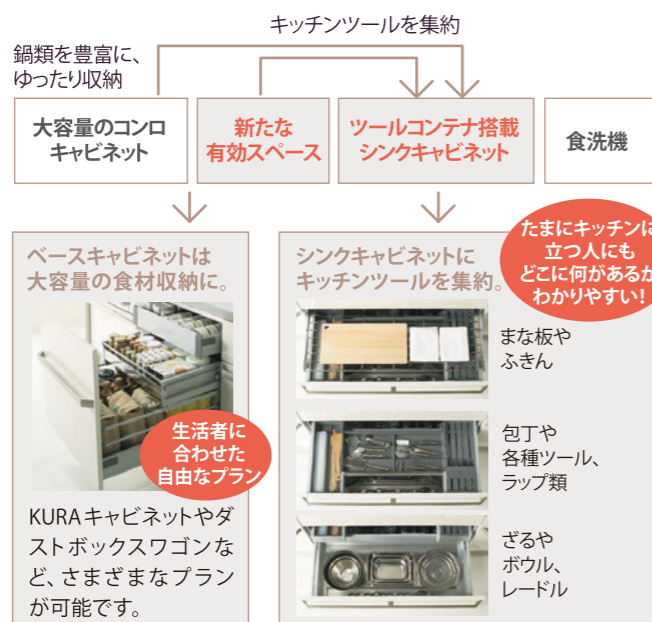 キッチンツールを集約
鍋類を豊富に、
ゆったり収納
大容量のコンロ
キャビネット
新たな
有効スペース
ツールコンテナ搭載
シンクキャビネット
食洗機
ベースキャビネットは
大容量の食材収納に。
生活者に
合わせた
自由なプラン
KURAキャビネットやダ
ストボックスワゴンな
ど、さまざまなプラン
が可能です。
シンクキャビネットに
キッチンツールを集約。
たまにキッチンに
立つ人にも
どこに何があるか
わかりやすい!
まな板や
ふきん
包丁や
各種ツール、
ラップ類
ざるや
ボウル、
レードル